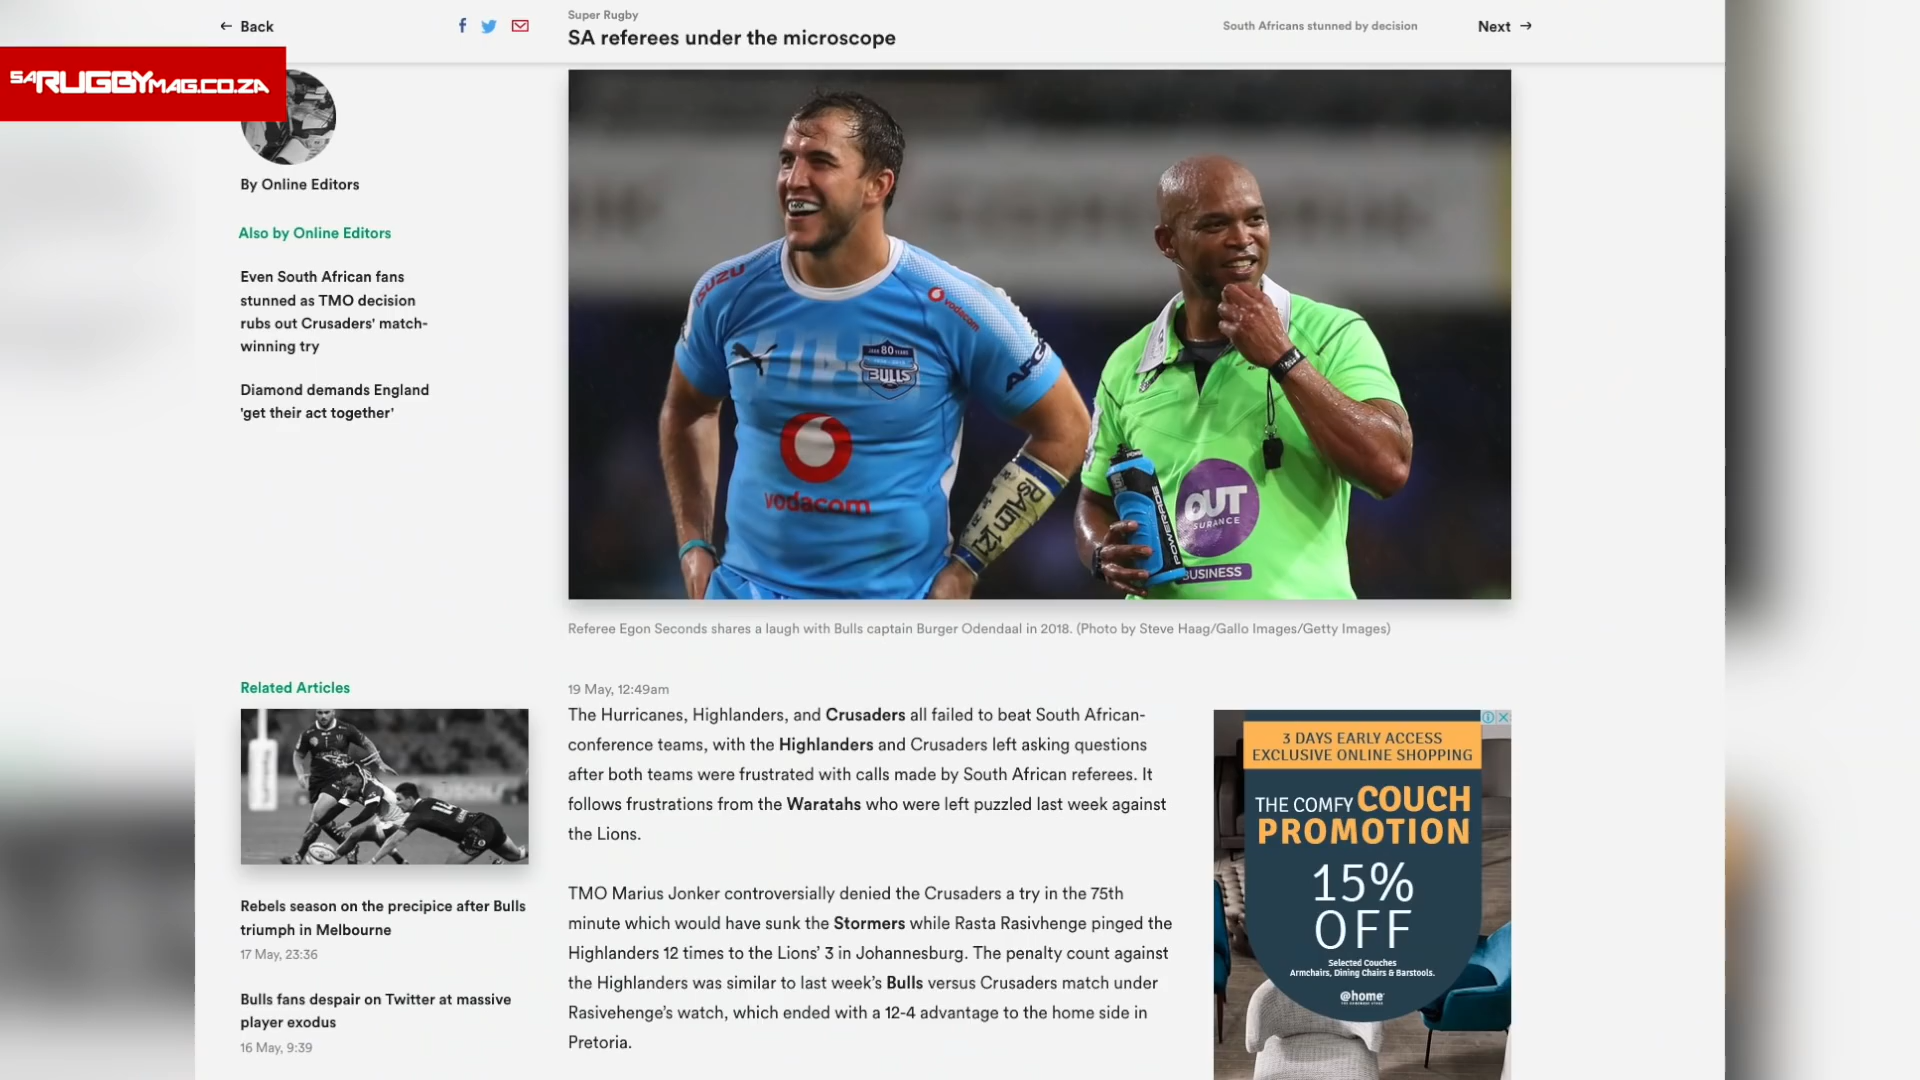 ← Back
Super Rugby
SA referees under the microscope
South Africans stunned by decision
Next →
SARUGBYMAG.CO.ZA
By Online Editors
Also by Online Editors
Even South African fans
stunned as TMO decision
rubs out Crusaders' match-
winning try
Diamond demands England
'get their act together'
ISUZU
vodacom
80 YEARS
BULLS
vodacom
RSA
POWERADE
OUT
SURANCE
BUSINESS
Referee Egon Seconds shares a laugh with Bulls captain Burger Odendaal in 2018. (Photo by Steve Haag/Gallo Images/Getty Images)
Related Articles
14
Rebels season on the precipice after Bulls
triumph in Melbourne
17 May, 23:36
Bulls fans despair on Twitter at massive
player exodus
16 May, 9:39
19 May, 12:49am
The Hurricanes, Highlanders, and Crusaders all failed to beat South African-
conference teams, with the Highlanders and Crusaders left asking questions
after both teams were frustrated with calls made by South African referees. It
follows frustrations from the Waratahs who were left puzzled last week against
the Lions.
TMO Marius Jonker controversially denied the Crusaders a try in the 75th
minute which would have sunk the Stormers while Rasta Rasivhenge pinged the
Highlanders 12 times to the Lions’ 3 in Johannesburg. The penalty count against
the Highlanders was similar to last week’s Bulls versus Crusaders match under
Rasivehenge’s watch, which ended with a 12-4 advantage to the home side in
Pretoria.
3 DAYS EARLY ACCESS
EXCLUSIVE ONLINE SHOPPING
THE COMFY COUCH
PROMOTION
15%
OFF
Selected Couches
Armchairs, Dining Chairs & Barstools.
@home